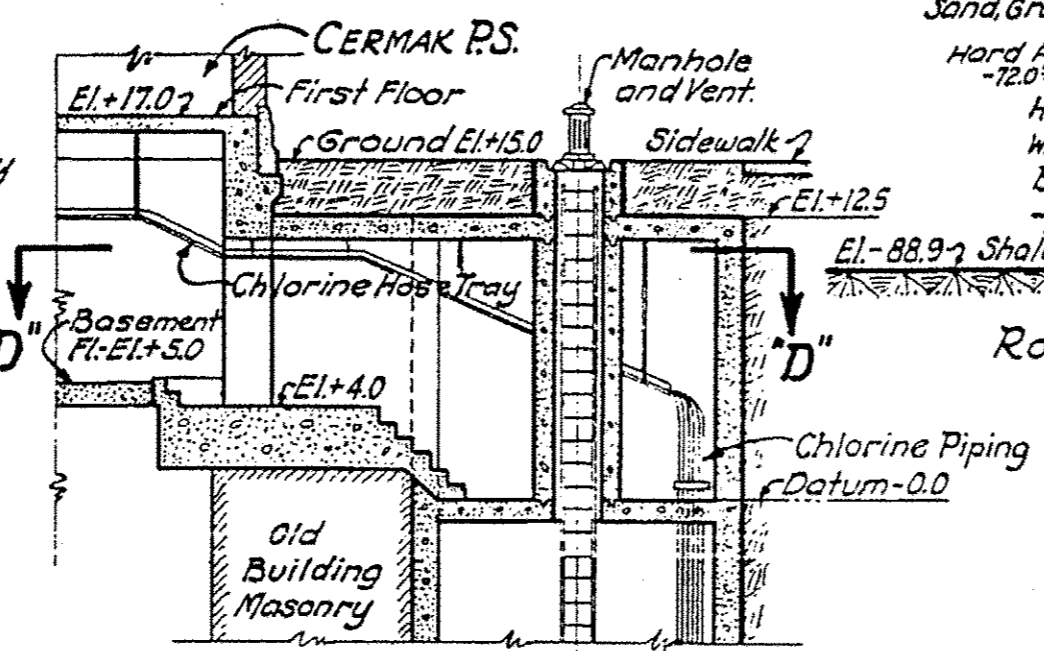 CERMAK P.S.
El.+17.0
First Floor
Manhole
and Vent.
Ground El.+15.0
Sidewalk
El.+12.5
Chlorine Hose Tray
"D"
Basement
Fl.-El.+5.0
El.+4.0
Chlorine Piping
Datum-0.0
Old
Building
Masonry
Sand, Gr
Hard
-72.0
El.-88.9
D"